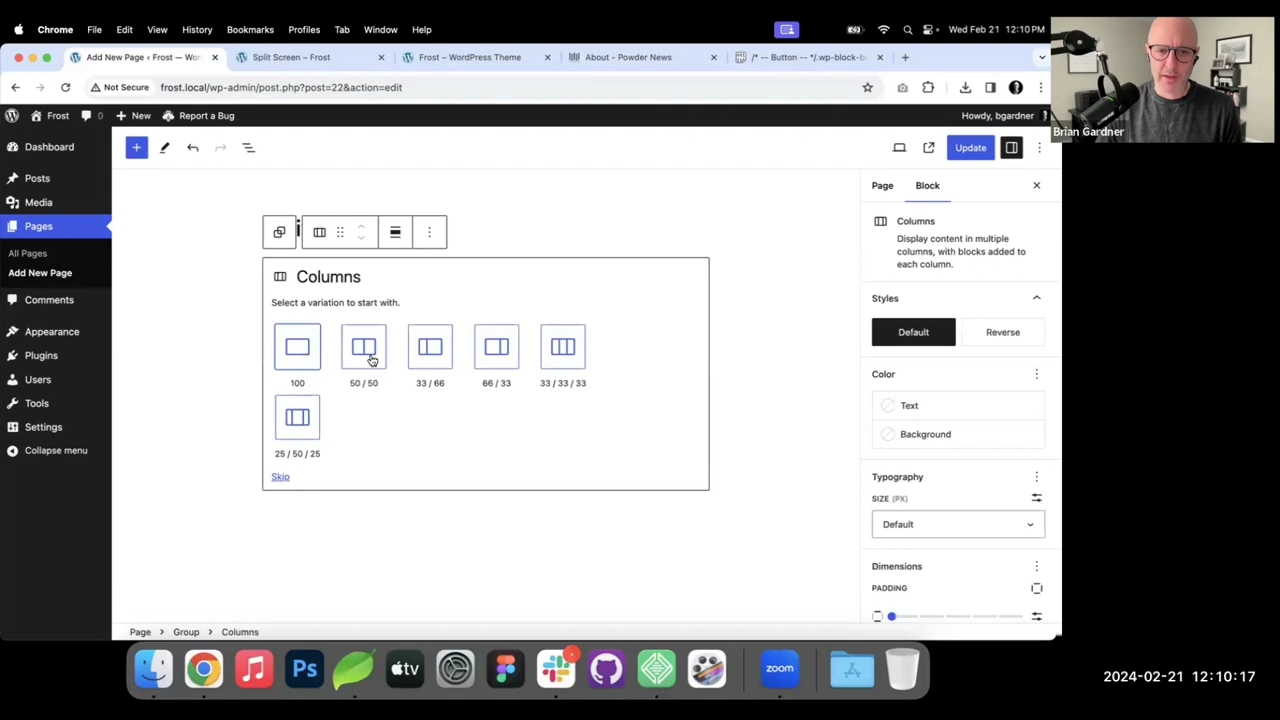 Chrome File Edit View History Bookmarks Profiles Tab Window Help Wed Feb 21 12:10 PM
Add New Page ‹ Frost — Wor Split Screen – Frost Frost – WordPress Theme About - Powder News /* -- Button -- */.wp-block-b
Not Secure frost.local/wp-admin/post.php?post=22&action=edit
Frost 0 New Report a Bug Howdy, bgardner
Brian Gardner
Dashboard
Posts
Media
Pages
All Pages
Add New Page
Comments
Appearance
Plugins
Users
Tools
Settings
Collapse menu
Update
Columns
Select a variation to start with.
100 50 / 50 33 / 66 66 / 33 33 / 33 / 33
25 / 50 / 25
Skip
Page Block
Columns
Display content in multiple
columns, with blocks added to
each column.
Styles
Default Reverse
Color
Text
Background
Typography
SIZE (PX)
Default
Dimensions
PADDING
Page Group Columns
Ps tv zoom
2024-02-21 12:10:17